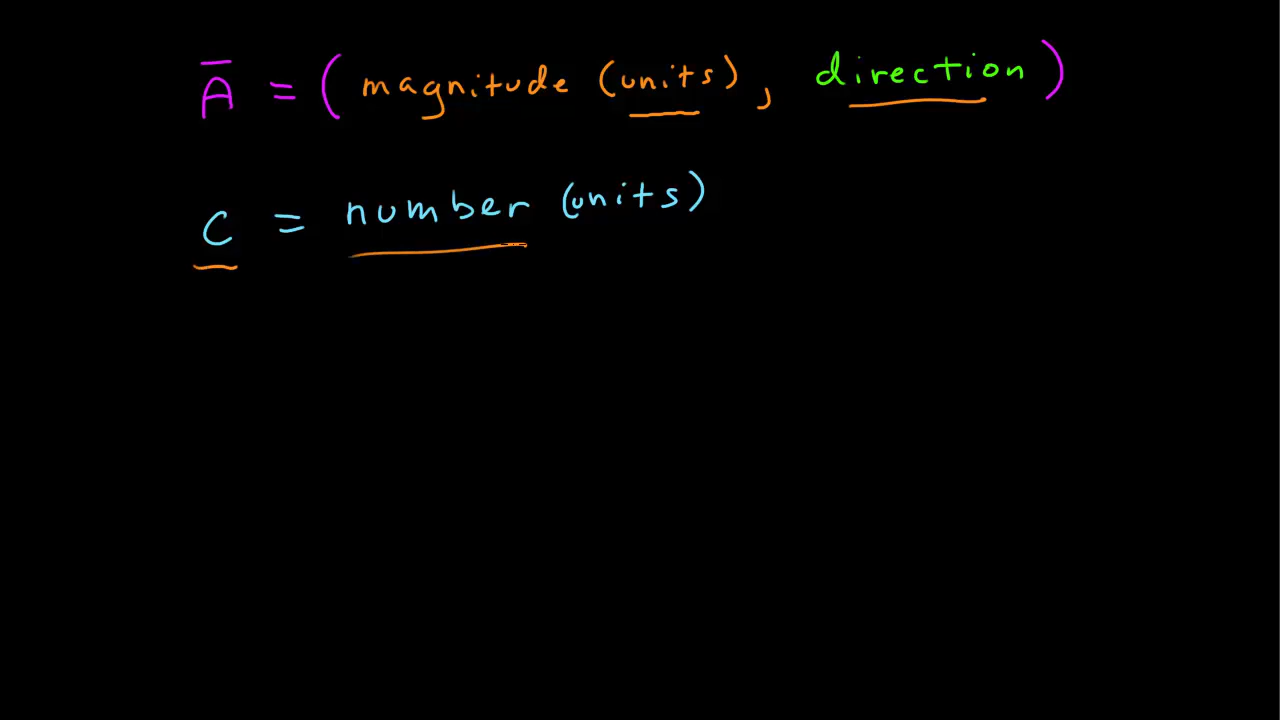 Ā = ( magnitude (units), direction )
c = number (units)